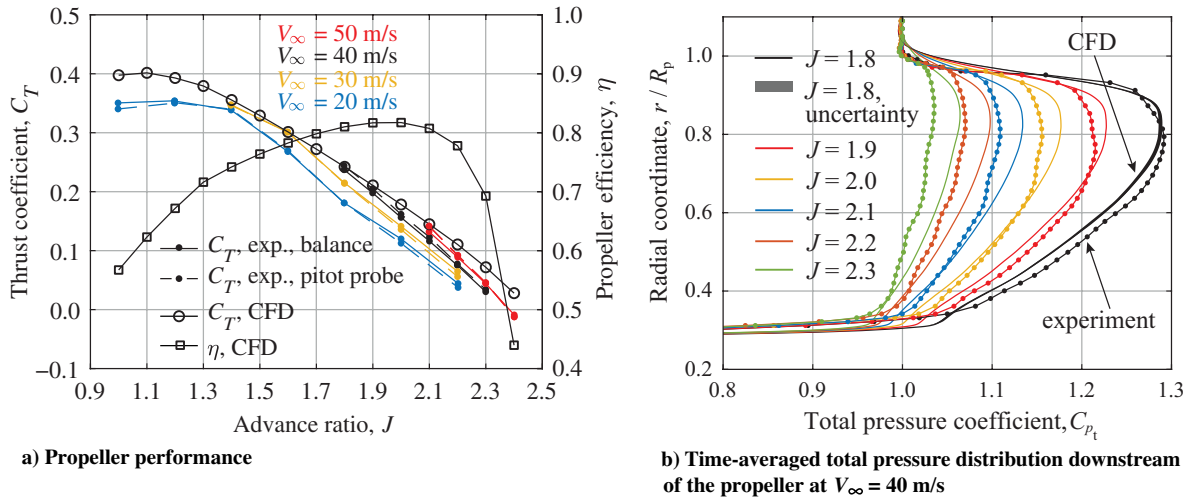 0.5
0.4
0.3
0.2
0.1
0.0
−0.1
Thrust coefficient, C_T
V∞ = 50 m/s
V∞ = 40 m/s
V∞ = 30 m/s
V∞ = 20 m/s
C_T, exp., balance
C_T, exp., pitot probe
C_T, CFD
η, CFD
1.0
0.9
0.8
0.7
0.6
0.5
0.4
Propeller efficiency, η
0.9 1.1 1.3 1.5 1.7 1.9 2.1 2.3 2.5
Advance ratio, J
a) Propeller performance
1.0
0.8
0.6
0.4
0.2
Radial coordinate, r / R_p
J = 1.8
J = 1.8,
uncertainty
J = 1.9
J = 2.0
J = 2.1
J = 2.2
J = 2.3
CFD
experiment
0.8 0.9 1.0 1.1 1.2 1.3
Total pressure coefficient, C_p_t
b) Time-averaged total pressure distribution downstream
of the propeller at V∞ = 40 m/s